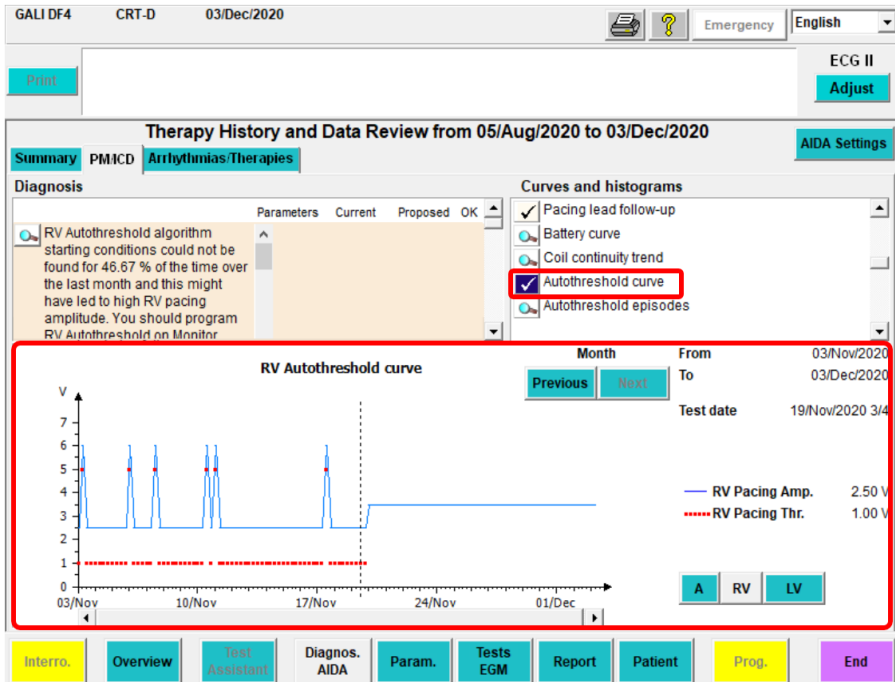 GALI DF4 CRT-D 03/Dec/2020
Emergency English
Print
ECG II
Adjust
Therapy History and Data Review from 05/Aug/2020 to 03/Dec/2020
AIDA Settings
Summary PM/ICD Arrhythmias/Therapies
Diagnosis
Parameters Current Proposed OK
RV Autothreshold algorithm
starting conditions could not be
found for 46.67 % of the time over
the last month and this might
have led to high RV pacing
amplitude. You should program
RV Autothreshold on Monitor
Curves and histograms
Pacing lead follow-up
Battery curve
Coil continuity trend
Autothreshold curve
Autothreshold episodes
RV Autothreshold curve
Month
Previous Next
From 03/Nov/2020
To 03/Dec/2020
Test date 19/Nov/2020 3/4
V
7
6
5
4
3
2
1
0
03/Nov 10/Nov 17/Nov 24/Nov 01/Dec
RV Pacing Amp. 2.50 V
RV Pacing Thr. 1.00 V
A RV LV
Interro.
Overview
Test
Assistant
Diagnos.
AIDA
Param.
Tests
EGM
Report
Patient
Prog.
End